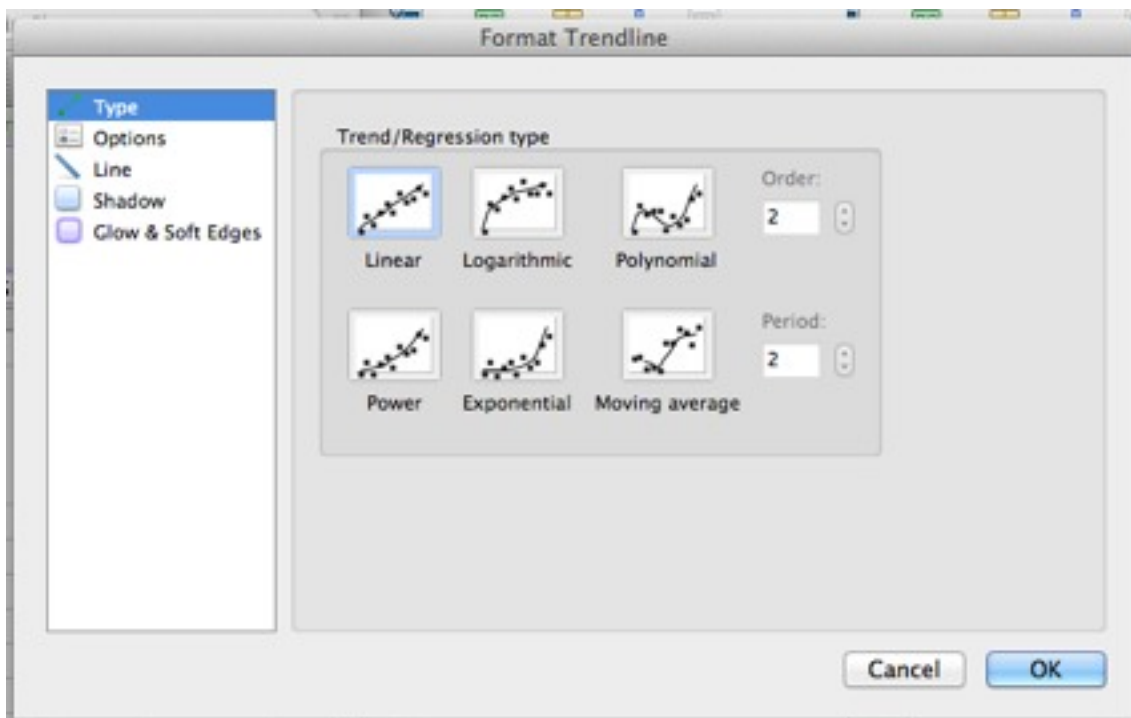 Format Trendline
Type
Options
Line
Shadow
Glow & Soft Edges
Trend/Regression type
Linear
Logarithmic
Polynomial
Order:
2
Power
Exponential
Moving average
Period:
2
Cancel
OK